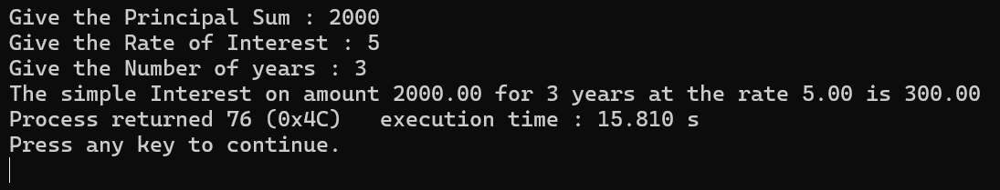 Give the Principal Sum : 2000
Give the Rate of Interest : 5
Give the Number of years : 3
The simple Interest on amount 2000.00 for 3 years at the rate 5.00 is 300.00
Process returned 76 (0x4C)   execution time : 15.810 s
Press any key to continue.